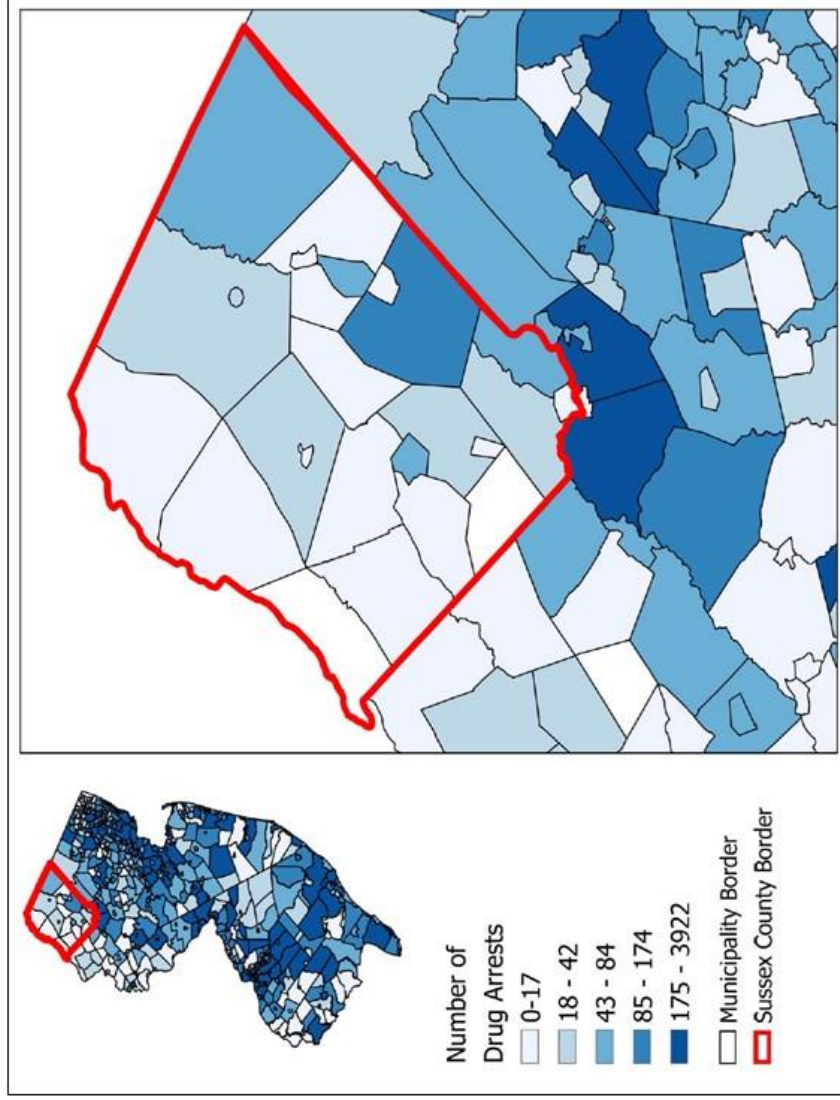 Number of
Drug Arrests
0-17
18 - 42
43 - 84
85 - 174
175 - 3922
Municipality Border
Sussex County Border